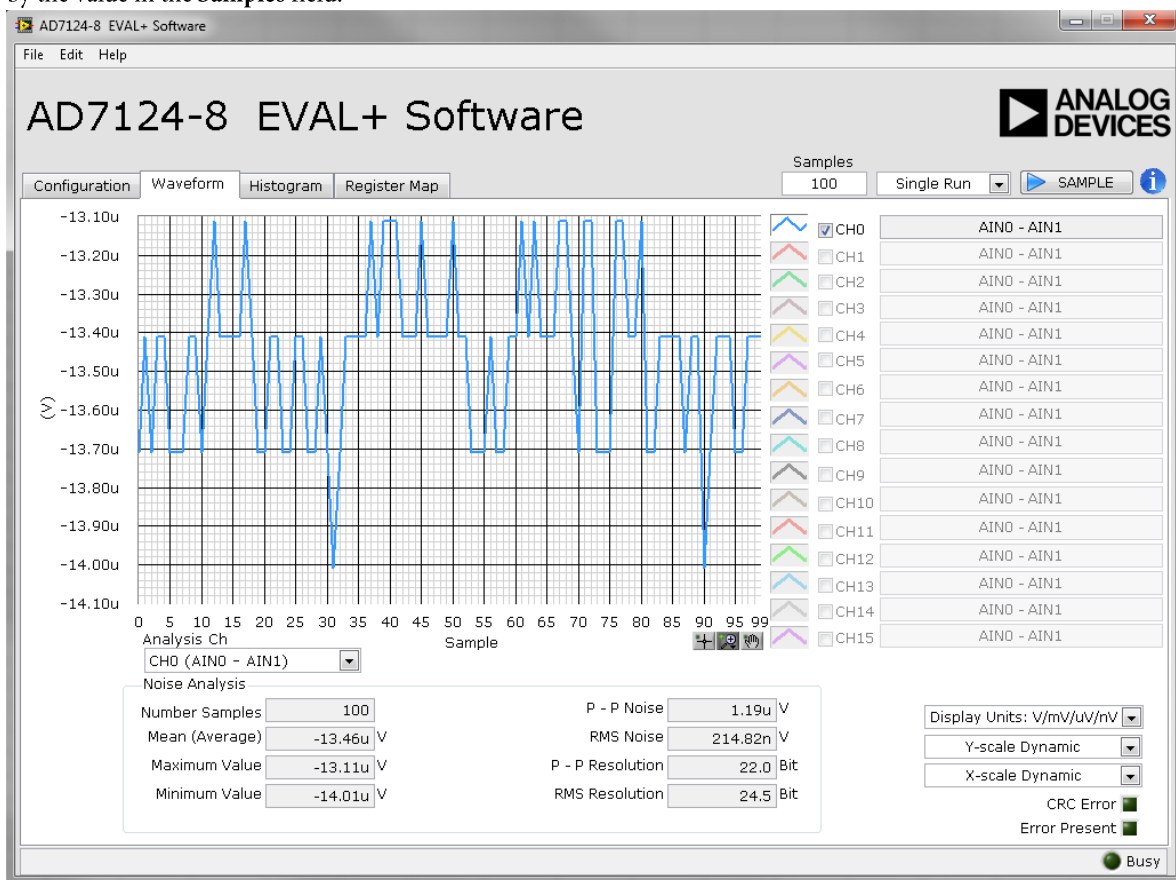 by the value in the Samples field.
AD7124-8 EVAL+ Software
File Edit Help
AD7124-8 EVAL+ Software
ANALOG
DEVICES
Samples
Configuration Waveform Histogram Register Map 100 Single Run SAMPLE i
-13.10u
-13.20u
-13.30u
-13.40u
-13.50u
-13.60u
-13.70u
-13.80u
-13.90u
-14.00u
-14.10u
(V)
0 5 10 15 20 25 30 35 40 45 50 55 60 65 70 75 80 85 90 95 99
Sample
CH0 AIN0 - AIN1
CH1 AIN0 - AIN1
CH2 AIN0 - AIN1
CH3 AIN0 - AIN1
CH4 AIN0 - AIN1
CH5 AIN0 - AIN1
CH6 AIN0 - AIN1
CH7 AIN0 - AIN1
CH8 AIN0 - AIN1
CH9 AIN0 - AIN1
CH10 AIN0 - AIN1
CH11 AIN0 - AIN1
CH12 AIN0 - AIN1
CH13 AIN0 - AIN1
CH14 AIN0 - AIN1
CH15 AIN0 - AIN1
Analysis Ch
CH0 (AIN0 - AIN1)
Noise Analysis
Number Samples 100
Mean (Average) -13.46u V
Maximum Value -13.11u V
Minimum Value -14.01u V
P - P Noise 1.19u V
RMS Noise 214.82n V
P - P Resolution 22.0 Bit
RMS Resolution 24.5 Bit
Display Units: V/mV/uV/nV
Y-scale Dynamic
X-scale Dynamic
CRC Error
Error Present
Busy